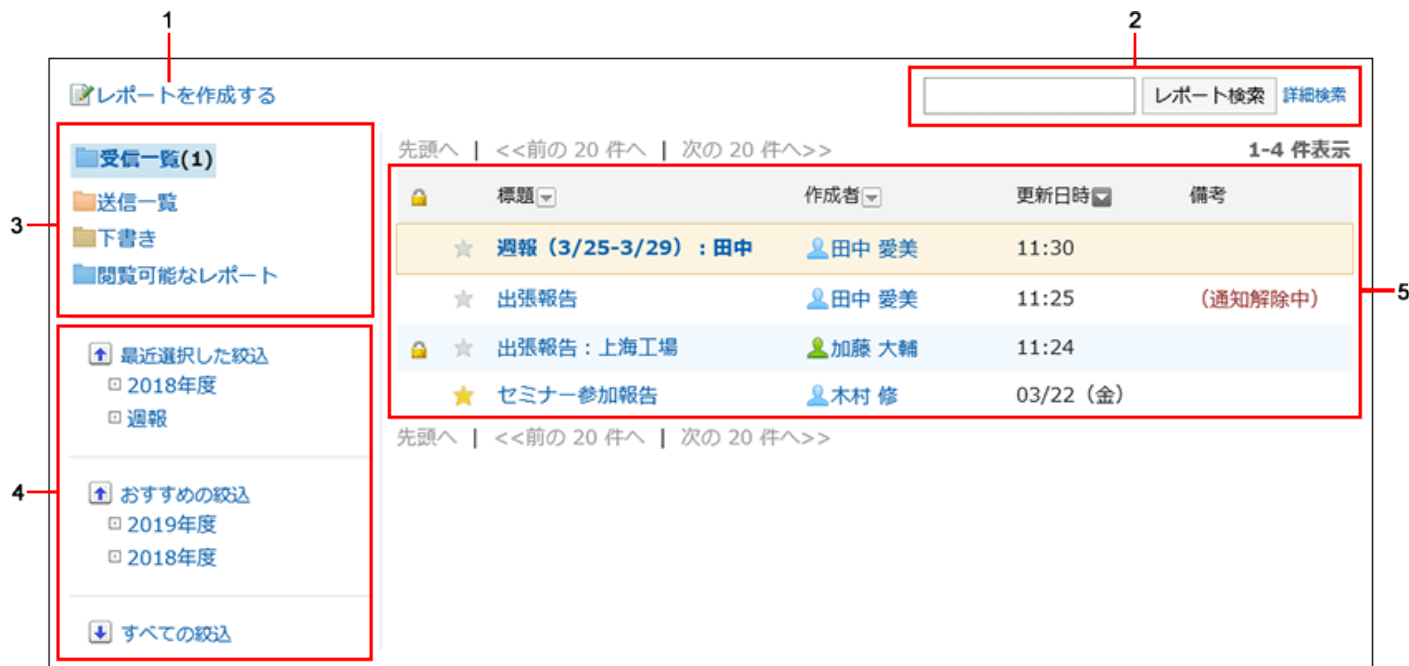 1
2
レポートを作成する
レポート検索 詳細検索
3
受信一覧(1)
送信一覧
下書き
閲覧可能なレポート
4
最近選択した絞込
2018年度
週報
おすすめの絞込
2019年度
2018年度
すべての絞込
先頭へ | <<前の 20 件へ | 次の 20 件へ>> 1-4 件表示
5
標題 作成者 更新日時 備考
週報（3/25-3/29）：田中 田中 愛美 11:30
出張報告 田中 愛美 11:25 （通知解除中）
出張報告：上海工場 加藤 大輔 11:24
セミナー参加報告 木村 修 03/22（金）
先頭へ | <<前の 20 件へ | 次の 20 件へ>>